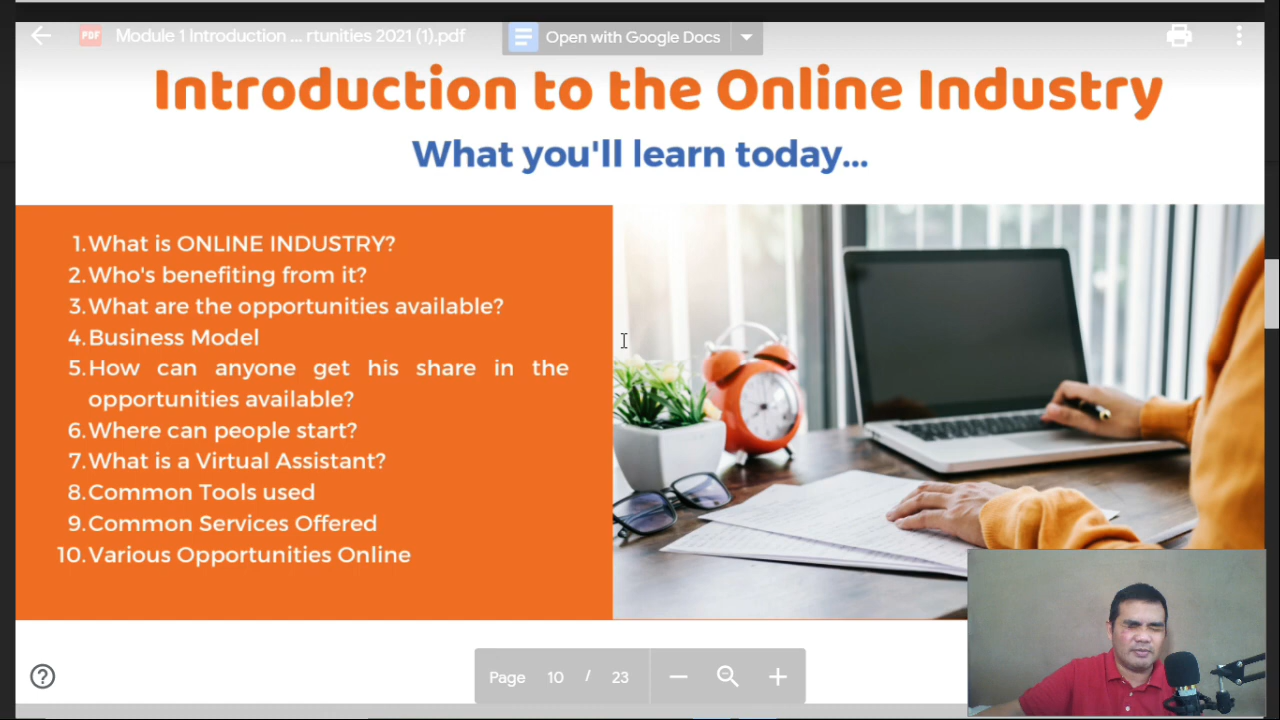 PDF Module 1 Introduction ... rtunities 2021 (1).pdf Open with Google Docs
Introduction to the Online Industry
What you'll learn today...
1. What is ONLINE INDUSTRY?
2. Who's benefiting from it?
3. What are the opportunities available?
4. Business Model
5. How can anyone get his share in the
opportunities available?
6. Where can people start?
7. What is a Virtual Assistant?
8. Common Tools used
9. Common Services Offered
10. Various Opportunities Online
Page 10 / 23